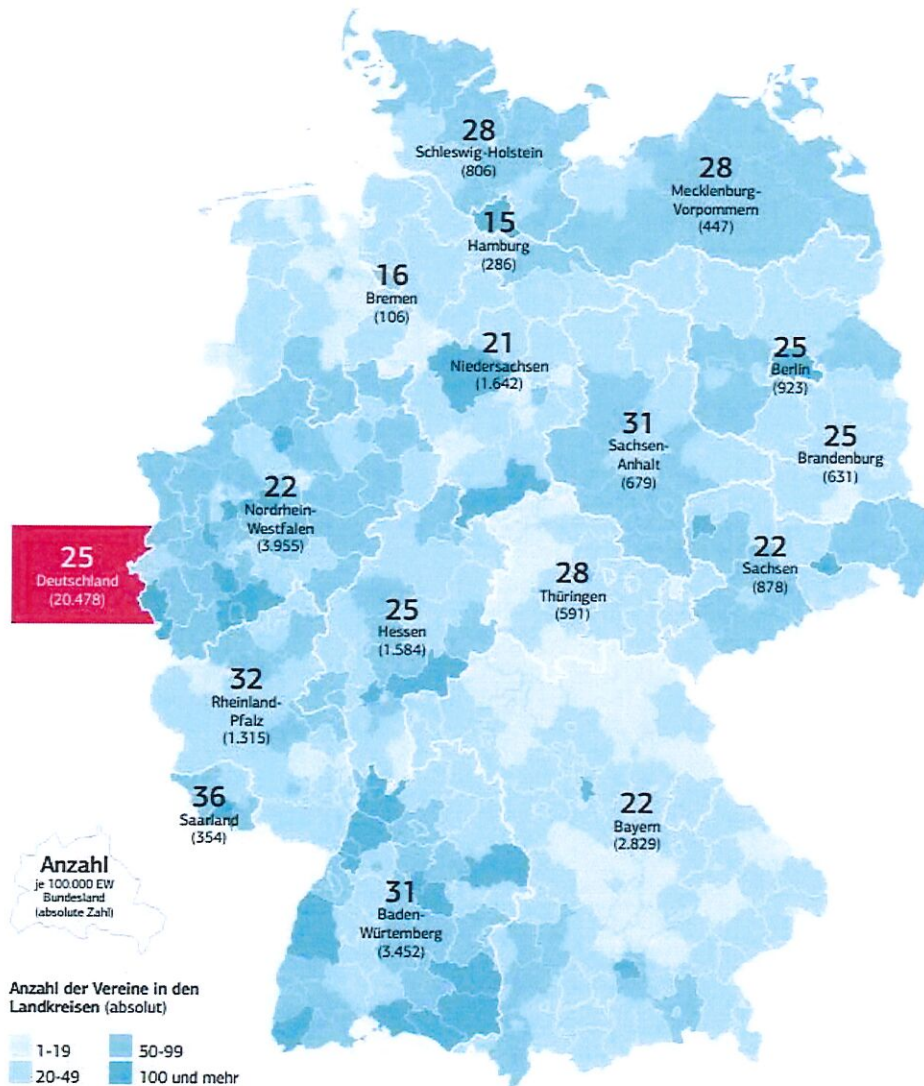 28
Schleswig-Holstein
(806)
28
Mecklenburg-
Vorpommern
(447)
15
Hamburg
(286)
16
Bremen
(106)
21
Niedersachsen
(1.642)
25
Berlin
(923)
31
Sachsen-
Anhalt
(679)
25
Brandenburg
(631)
22
Nordrhein-
Westfalen
(3.955)
25
Deutschland
(20.478)
28
Thüringen
(591)
22
Sachsen
(878)
25
Hessen
(1.584)
32
Rheinland-
Pfalz
(1.315)
36
Saarland
(354)
22
Bayern
(2.829)
31
Baden-
Würtemberg
(3.452)
Anzahl
je 100.000 EW
Bundesland
(absolute Zahl)
Anzahl der Vereine in den
Landkreisen (absolut)
1-19
50-99
20-49
100 und mehr